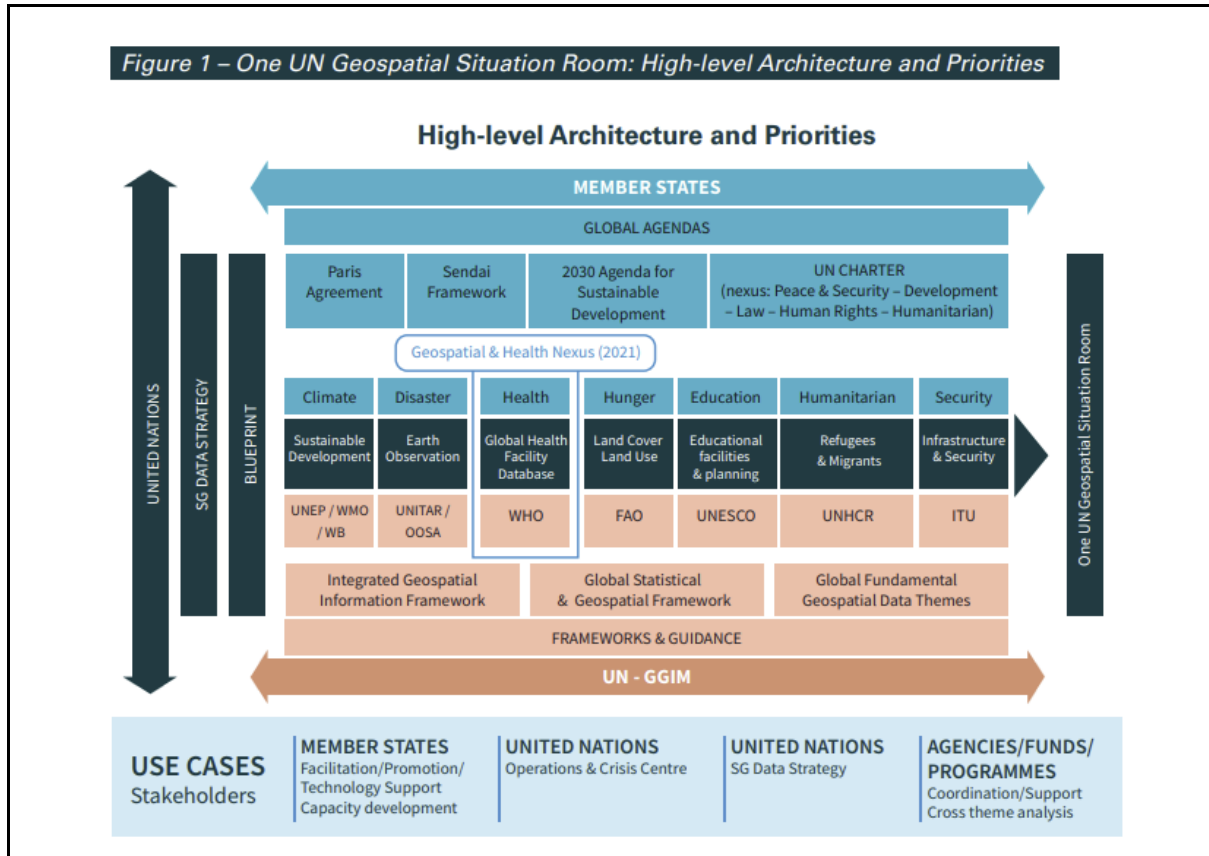 Figure 1 – One UN Geospatial Situation Room: High-level Architecture and Priorities
High-level Architecture and Priorities
MEMBER STATES
GLOBAL AGENDAS
UNITED NATIONS
SG DATA STRATEGY
BLUEPRINT
Paris
Agreement
Sendai
Framework
2030 Agenda for
Sustainable
Development
UN CHARTER
(nexus: Peace & Security – Development
– Law – Human Rights – Humanitarian)
Geospatial & Health Nexus (2021)
Climate
Disaster
Health
Hunger
Education
Humanitarian
Security
Sustainable
Development
Earth
Observation
Global Health
Facility
Database
Land Cover
Land Use
Educational
facilities
& planning
Refugees
& Migrants
Infrastructure
& Security
UNEP / WMO
/ WB
UNITAR /
OOSA
WHO
FAO
UNESCO
UNHCR
ITU
One UN Geospatial Situation Room
Integrated Geospatial
Information Framework
Global Statistical
& Geospatial Framework
Global Fundamental
Geospatial Data Themes
FRAMEWORKS & GUIDANCE
UN - GGIM
USE CASES
Stakeholders
MEMBER STATES
Facilitation/Promotion/
Technology Support
Capacity development
UNITED NATIONS
Operations & Crisis Centre
UNITED NATIONS
SG Data Strategy
AGENCIES/FUNDS/
PROGRAMMES
Coordination/Support
Cross theme analysis